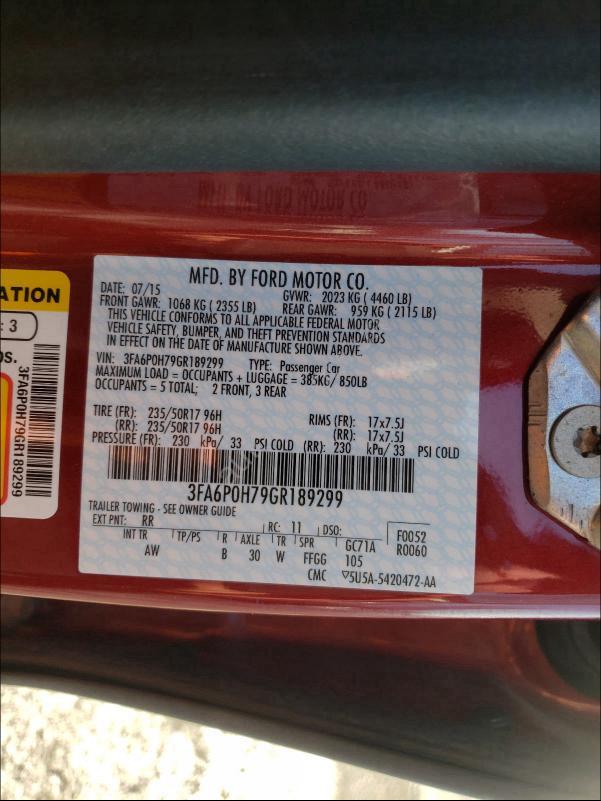 MFD. BY FORD MOTOR CO.
DATE: 07/15 GVWR: 2023 KG ( 4460 LB)
FRONT GAWR: 1068 KG ( 2355 LB) REAR GAWR: 959 KG ( 2115 LB)
THIS VEHICLE CONFORMS TO ALL APPLICABLE FEDERAL MOTOR
VEHICLE SAFETY, BUMPER, AND THEFT PREVENTION STANDARDS
IN EFFECT ON THE DATE OF MANUFACTURE SHOWN ABOVE.
VIN: 3FA6P0H79GR189299 TYPE: Passenger Car
MAXIMUM LOAD = OCCUPANTS + LUGGAGE = 385KG/ 850LB
OCCUPANTS = 5 TOTAL; 2 FRONT, 3 REAR
TIRE (FR): 235/50R17 96H RIMS (FR): 17x7.5J
(RR): 235/50R17 96H (RR): 17x7.5J
PRESSURE (FR): 230 kPa/ 33 PSI COLD (RR): 230 kPa/ 33 PSI COLD
3FA6P0H79GR189299
TRAILER TOWING - SEE OWNER GUIDE
EXT PNT: RR RC: 11 DSO: F0052
INT TR TP/PS R AXLE TR SPR GC71A R0060
AW B 30 W FFGG 105
CMC ▽5U5A-5420472-AA
ATION
: 3
OS.
3FA6P0H79GR189299